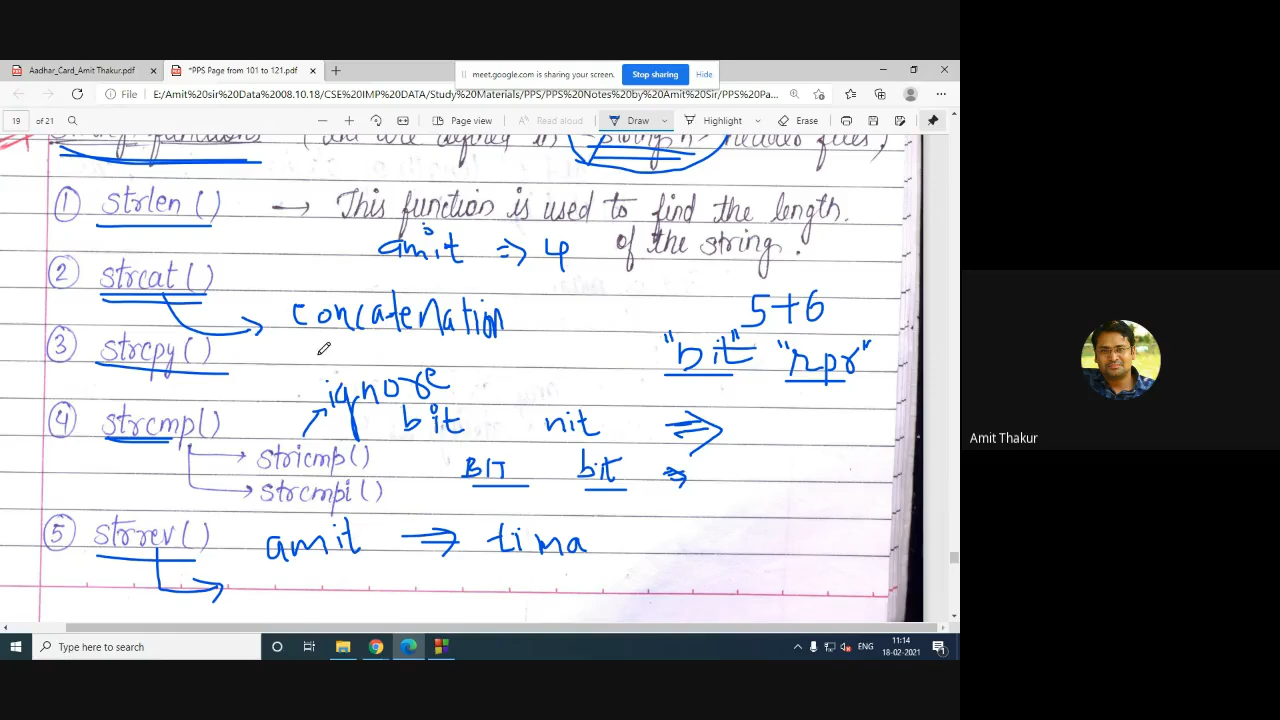 Aadhar_Card_Amit Thakur.pdf
*PPS Page from 101 to 121.pdf
meet.google.com is sharing your screen.
Stop sharing
Hide
File
E:/Amit%20sir%20Data%2008.10.18/CSE%20IMP%20DATA/Study%20Materials/PPS/PPS%20Notes%20by%20Amit%20Sir/PPS%20Pa...
19 of 21
Page view
Read aloud
Draw
Highlight
Erase
① strlen () → This function is used to find the length
of the string.
amit ⇒ 4
② strcat ()
concatenation
5+6
③ strcpy ()
"bit" "rpr"
ignore
④ strcmp()
bit nit ⇒
stricmp()
BIT bit ⇒
strcmpi ()
⑤ strrev () amit ⇒ tima
Amit Thakur
Type here to search
ENG
11:14
18-02-2021
1